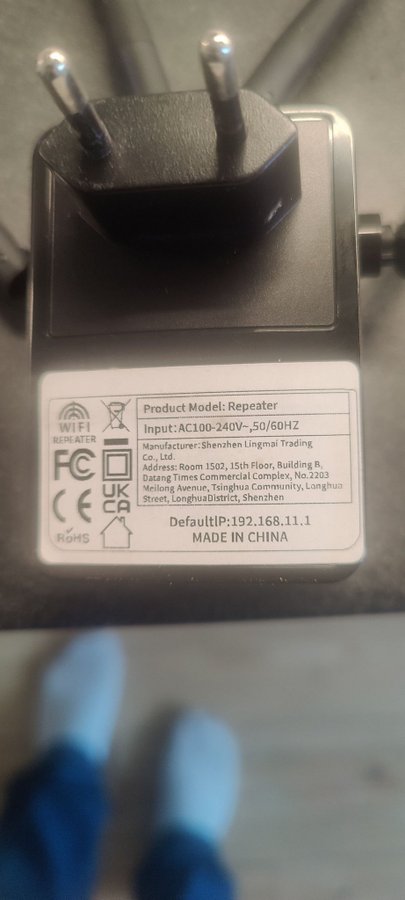 WIFI
REPEATER
FC
CE
RoHS
UK
CA
Product Model: Repeater
Input:AC100-240V~,50/60HZ
Manufacturer:Shenzhen Lingmai Trading
Co., Ltd.
Address: Room 1502, 15th Floor, Building B,
Datang Times Commercial Complex, No.2203
Meilong Avenue, Tsinghua Community, Longhua
Street, LonghuaDistrict, Shenzhen
DefaultIP:192.168.11.1
MADE IN CHINA